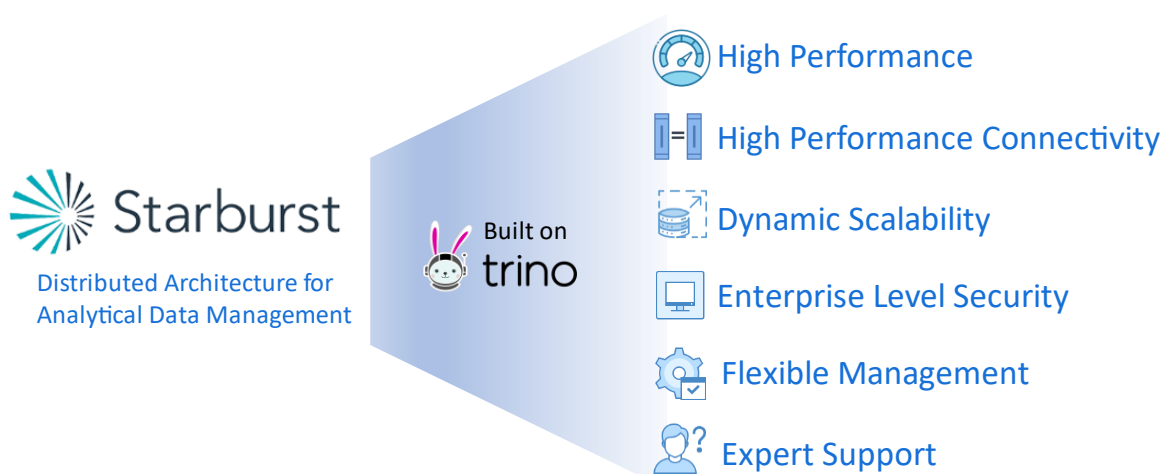 Starburst
Distributed Architecture for
Analytical Data Management
Built on
trino
High Performance
High Performance Connectivity
Dynamic Scalability
Enterprise Level Security
Flexible Management
Expert Support